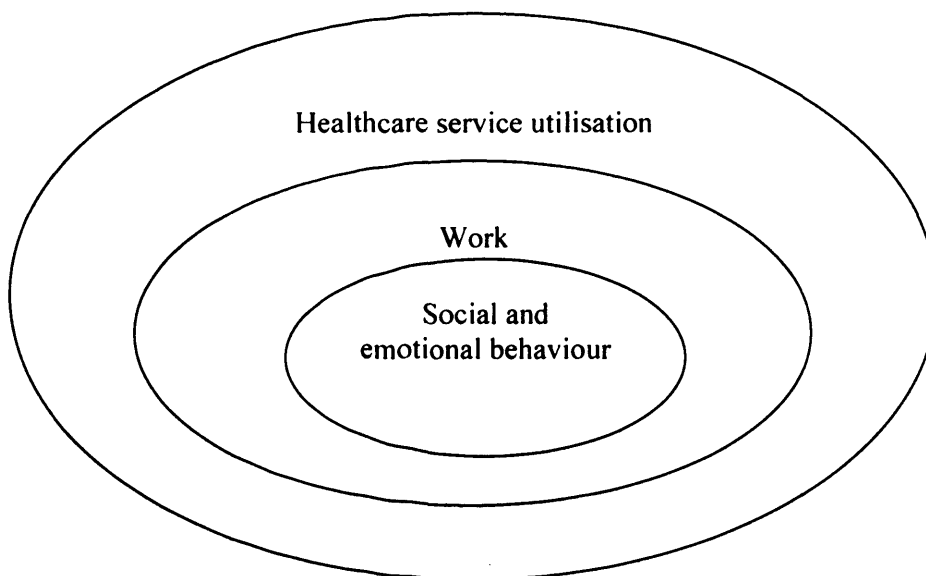 Healthcare service utilisation
Work
Social and
emotional behaviour